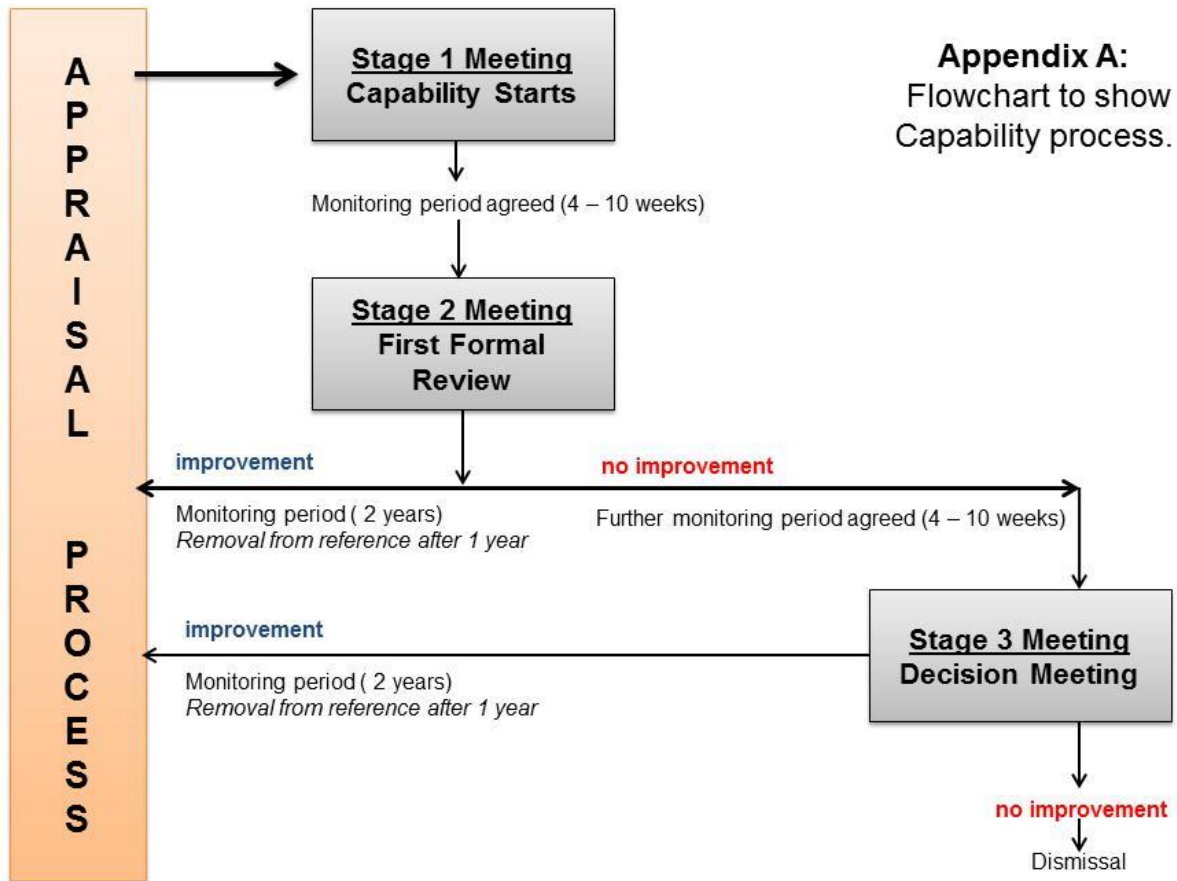 APPRAISAL PROCESS
Stage 1 Meeting
Capability Starts
Appendix A:
Flowchart to show
Capability process.
Monitoring period agreed (4 – 10 weeks)
Stage 2 Meeting
First Formal
Review
improvement
no improvement
Monitoring period ( 2 years)
Removal from reference after 1 year
Further monitoring period agreed (4 – 10 weeks)
improvement
Stage 3 Meeting
Decision Meeting
Monitoring period ( 2 years)
Removal from reference after 1 year
no improvement
Dismissal